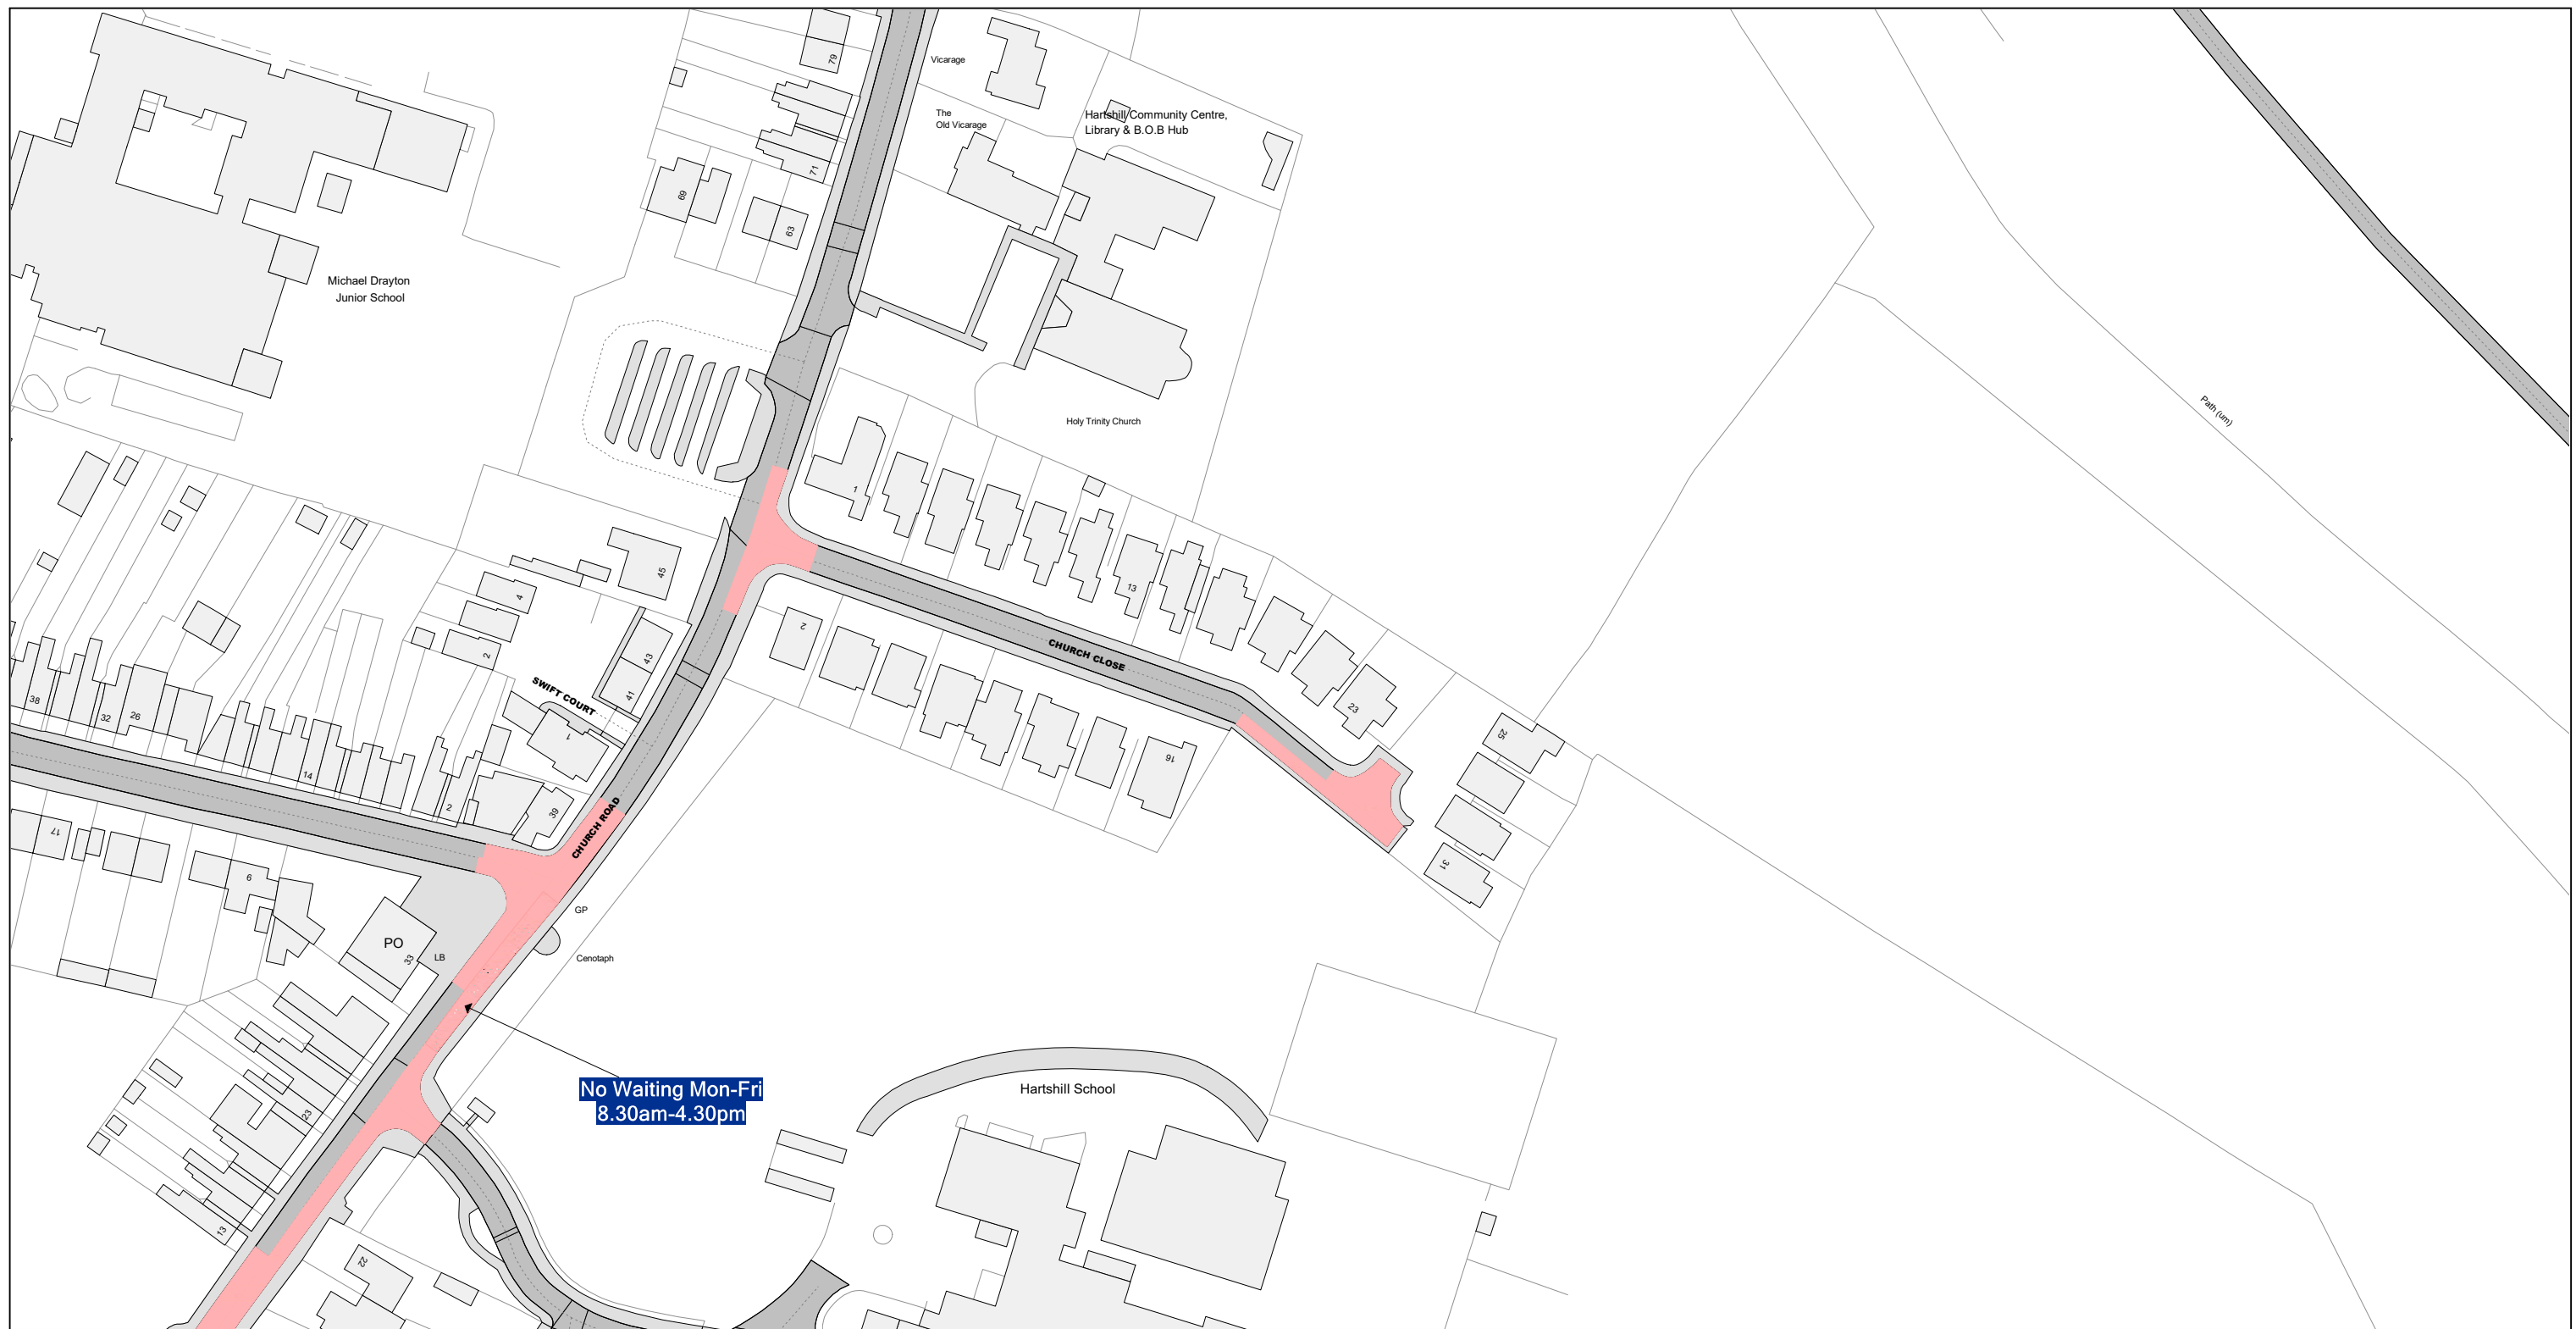 79
Vicarage
The
Old Vicarage
Hartshill Community Centre,
Library & B.O.B Hub
71
69
63
Michael Drayton
Junior School
Path (um)
Holy Trinity Church
1
45
13
4
2
2
43
41
CHURCH CLOSE
SWIFT COURT
1
38
32
26
14
2
39
23
25
16
CHURCH ROAD
17
9
31
GP
PO
33
LB
Cenotaph
No Waiting Mon-Fri
8.30am-4.30pm
Hartshill School
23
13
22